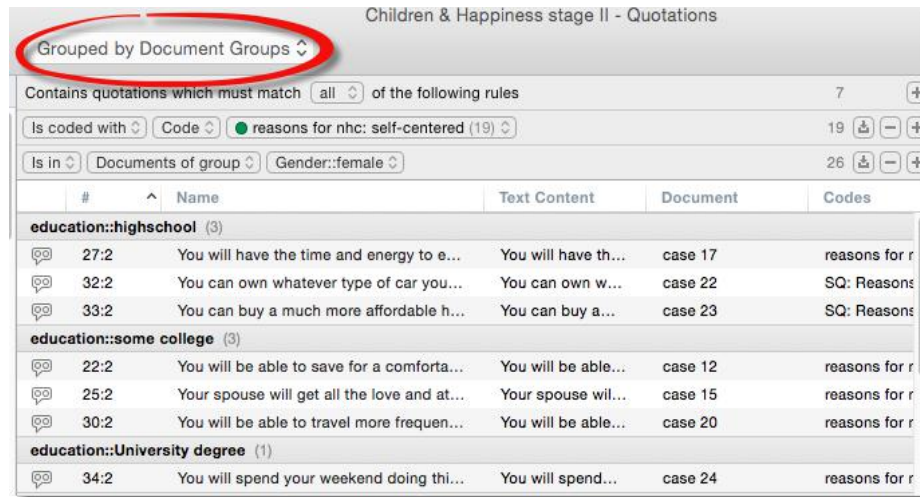 Children & Happiness stage II - Quotations
Grouped by Document Groups
Contains quotations which must match all of the following rules 7
Is coded with Code reasons for nhc: self-centered (19) 19
Is in Documents of group Gender::female 26
# Name Text Content Document Codes
education::highschool (3)
27:2 You will have the time and energy to e... You will have th... case 17 reasons for r
32:2 You can own whatever type of car you... You can own w... case 22 SQ: Reasons
33:2 You can buy a much more affordable h... You can buy a... case 23 SQ: Reasons
education::some college (3)
22:2 You will be able to save for a comforta... You will be able... case 12 reasons for r
25:2 Your spouse will get all the love and at... Your spouse wil... case 15 reasons for r
30:2 You will be able to travel more frequen... You will be able... case 20 reasons for r
education::University degree (1)
34:2 You will spend your weekend doing thi... You will spend... case 24 reasons for r